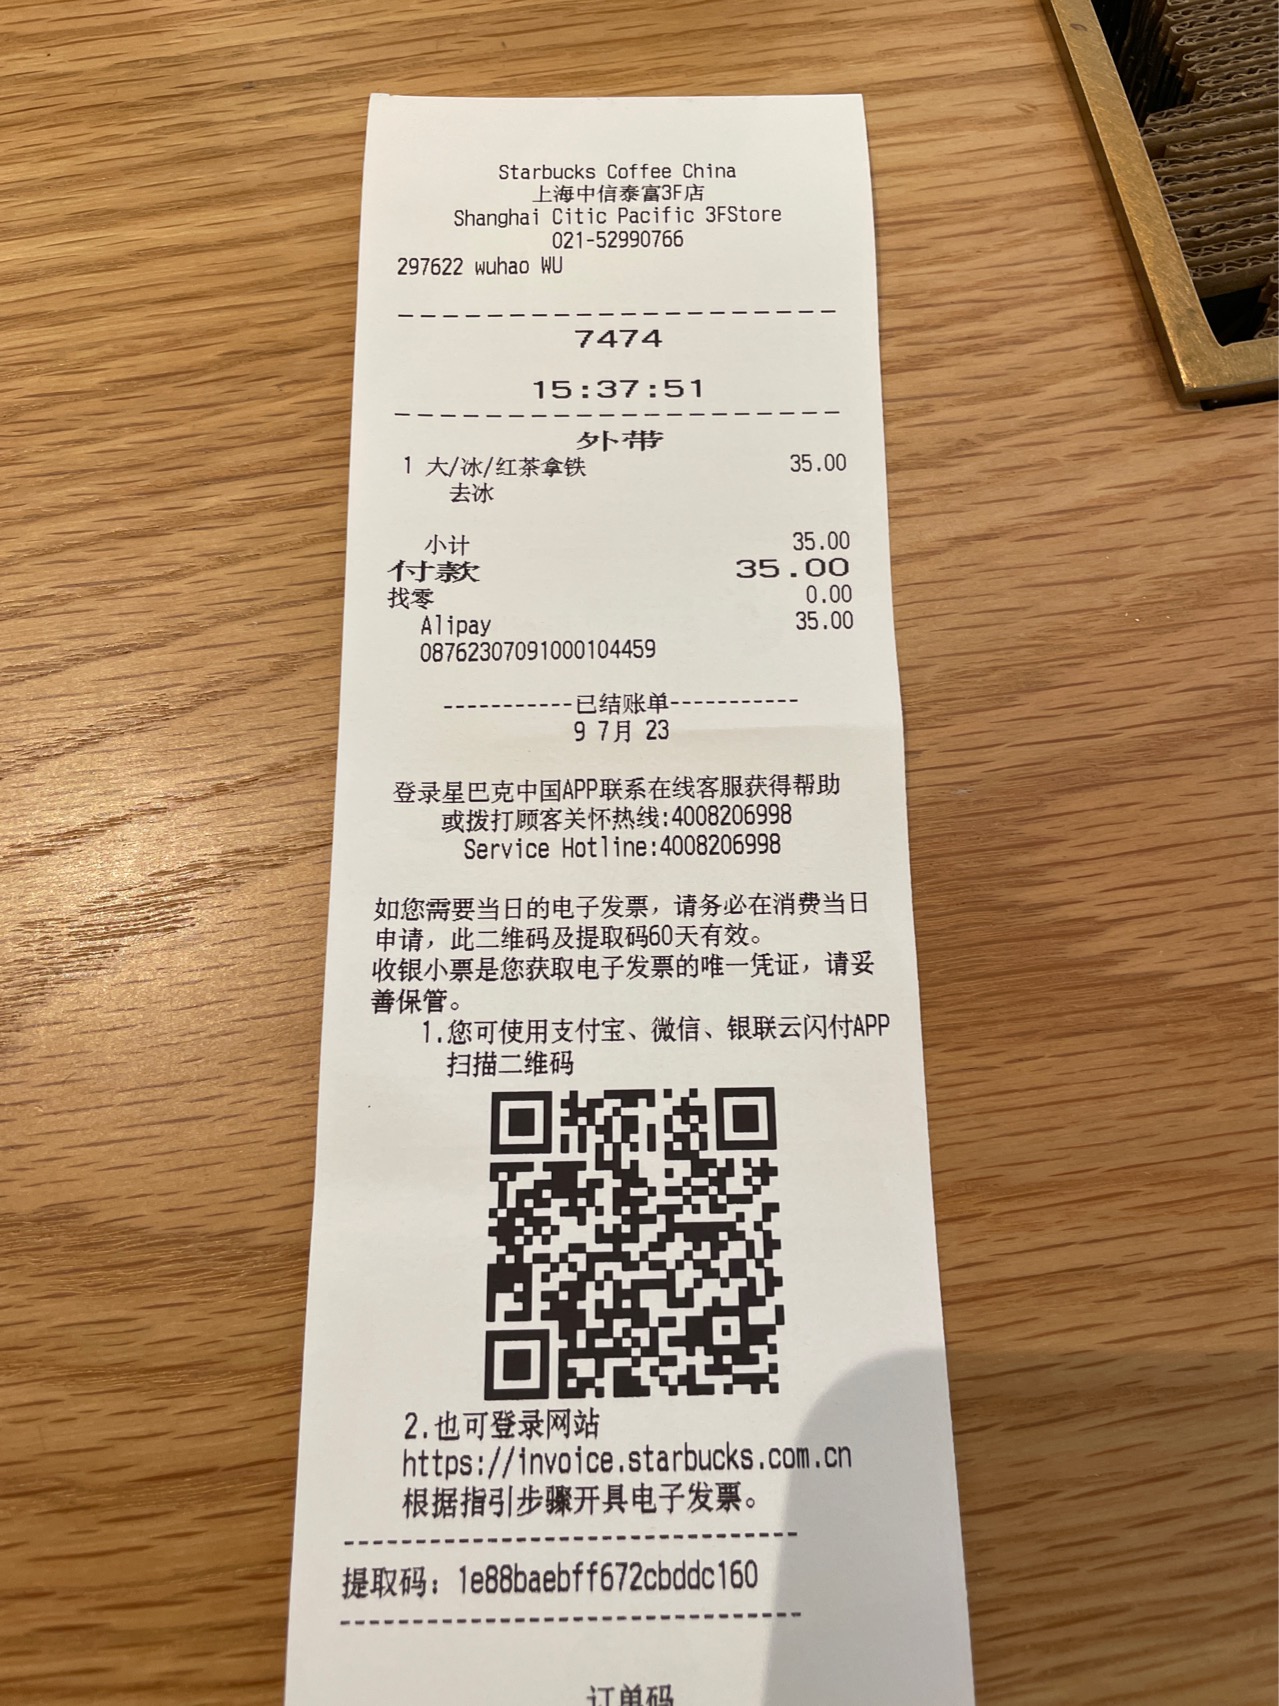 Starbucks Coffee China
上海中信泰富3F店
Shanghai Citic Pacific 3FStore
021-52990766
297622 wuhao WU
--------------------
7474
15:37:51
--------------------
外带
1 大/冰/红茶拿铁 35.00
去冰
小计 35.00
付款 35.00
找零 0.00
Alipay 35.00
08762307091000104459
-----------已结账单-----------
9 7月 23
登录星巴克中国APP联系在线客服获得帮助
或拨打顾客关怀热线:4008206998
Service Hotline:4008206998
如您需要当日的电子发票，请务必在消费当日
申请，此二维码及提取码60天有效。
收银小票是您获取电子发票的唯一凭证，请妥
善保管。
1.您可使用支付宝、微信、银联云闪付APP
扫描二维码
2.也可登录网站
https://invoice.starbucks.com.cn
根据指引步骤开具电子发票。
--------------------------------
提取码: 1e88baebff672cbddc160
--------------------------------
订单码